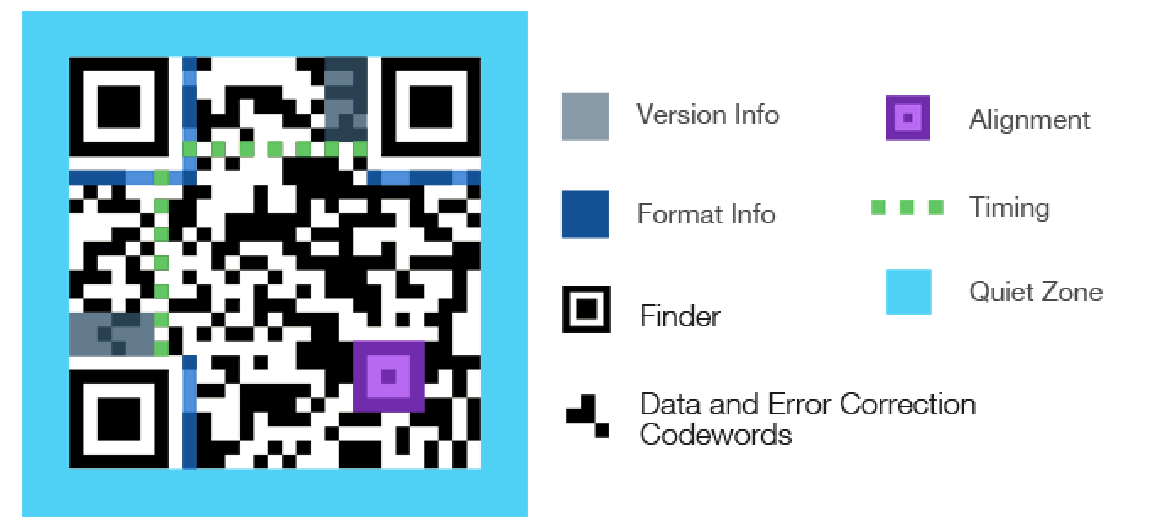 Version Info
Alignment
Format Info
Timing
Finder
Quiet Zone
Data and Error Correction
Codewords